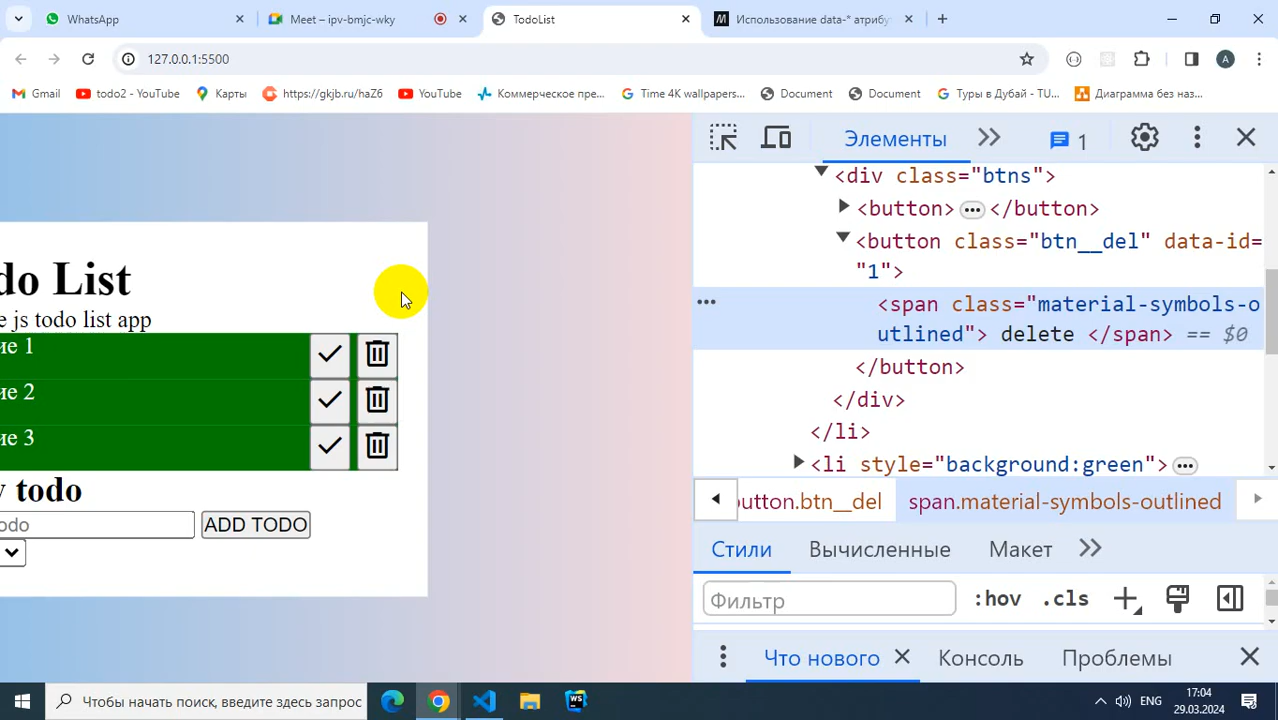 WhatsApp
Meet – ipv-bmjc-wky
TodoList
Использование data-* атрибу
127.0.0.1:5500
Gmail
todo2 - YouTube
Карты
https://gkjb.ru/haZ6
YouTube
Коммерческое пре...
Time 4K wallpapers...
Document
Document
Туры в Дубай - TU...
Диаграмма без наз...
Элементы
1
<div class="btns">
<button> ... </button>
<button class="btn__del" data-id=
"1">
<span class="material-symbols-o
utlined"> delete </span> == $0
</button>
</div>
</li>
<li style="background:green"> ...
do List
e js todo list app
ие 1
ие 2
ие 3
todo
odo
ADD TODO
button.btn__del
span.material-symbols-outlined
Стили
Вычисленные
Макет
Фильтр
:hov
.cls
Что нового
Консоль
Проблемы
Чтобы начать поиск, введите здесь запрос
ENG
17:04
29.03.2024